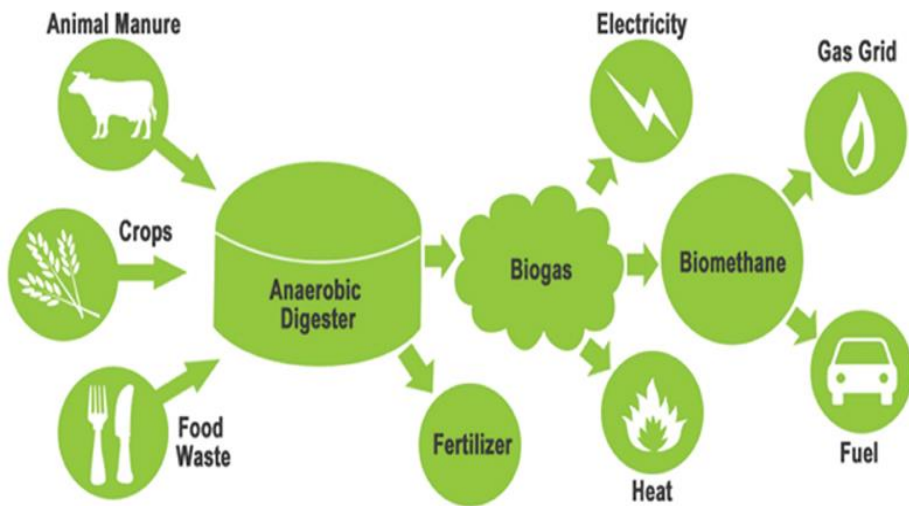 Animal Manure
Electricity
Gas Grid
Crops
Anaerobic
Digester
Biogas
Biomethane
Food
Waste
Fertilizer
Heat
Fuel